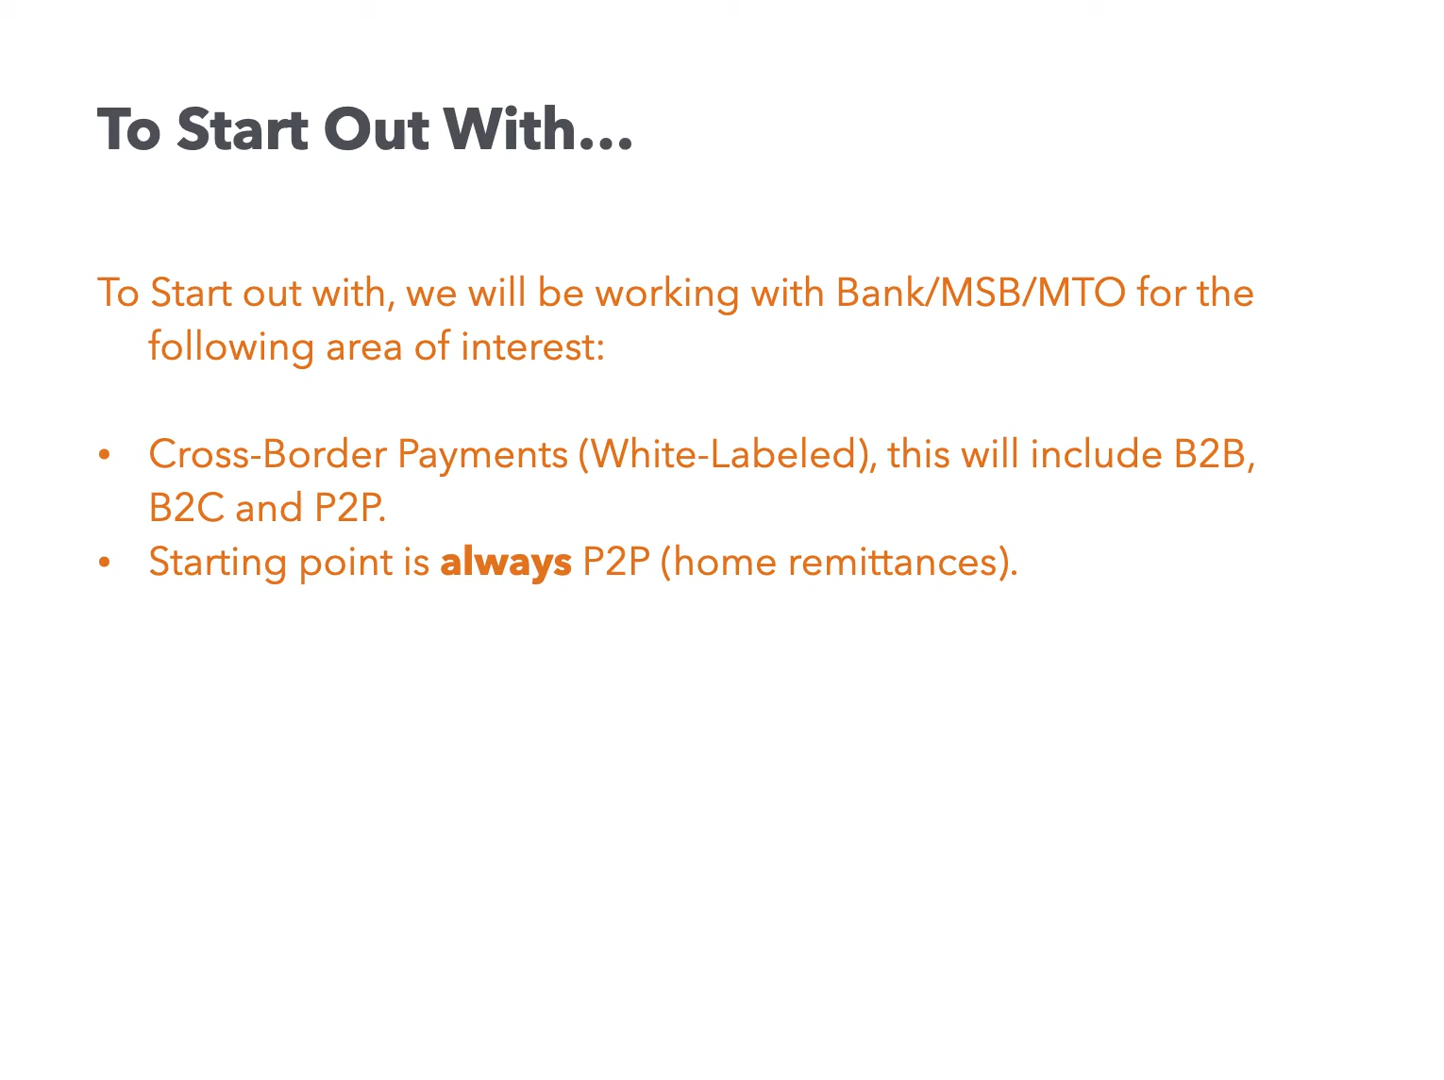 To Start Out With…
To Start out with, we will be working with Bank/MSB/MTO for the
following area of interest:
• Cross-Border Payments (White-Labeled), this will include B2B,
B2C and P2P.
• Starting point is always P2P (home remittances).